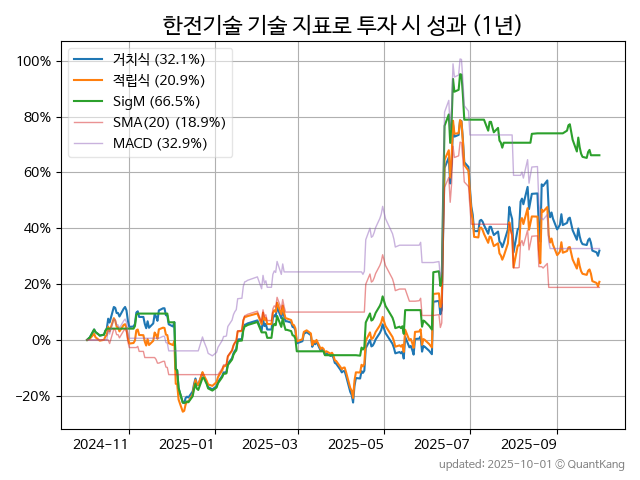 한전기술 기술 지표로 투자 시 성과 (1년)
거치식 (32.1%)
적립식 (20.9%)
SigM (66.5%)
SMA(20) (18.9%)
MACD (32.9%)
100%
80%
60%
40%
20%
0%
−20%
2024−11 2025−01 2025−03 2025−05 2025−07 2025−09
updated: 2025-10-01 © QuantKang